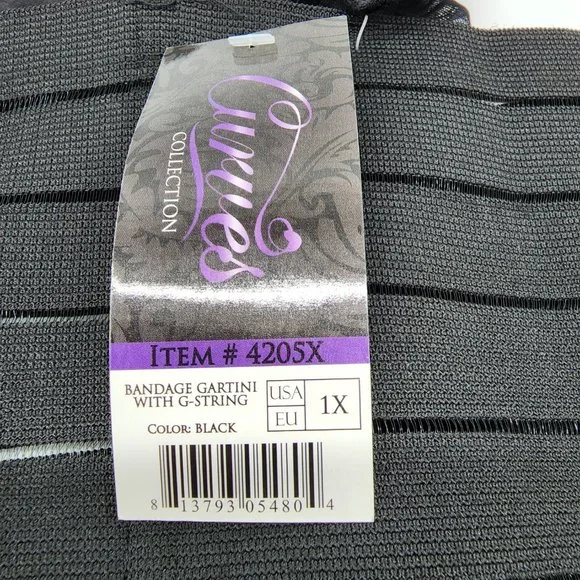 Curves
COLLECTION
ITEM # 4205X
BANDAGE GARTINI
WITH G-STRING
COLOR: BLACK
USA
EU
1X
8 13793 05480 4